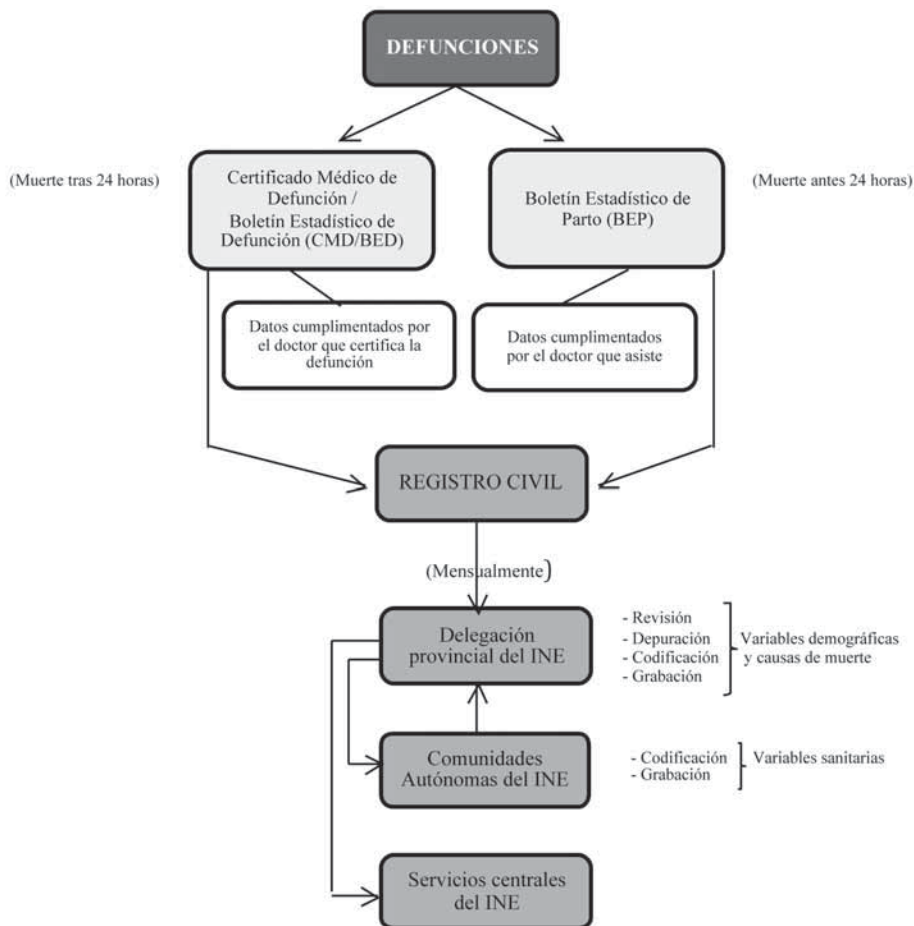 DEFUNCIONES
(Muerte tras 24 horas)
Certificado Médico de
Defunción /
Boletín Estadístico de
Defunción (CMD/BED)
Boletín Estadístico de
Parto (BEP)
(Muerte antes 24 horas)
Datos cumplimentados por
el doctor que certifica la
defunción
Datos cumplimentados
por el doctor que asiste
REGISTRO CIVIL
(Mensualmente)
Delegación
provincial del INE
- Revisión
- Depuración
- Codificación
- Grabación
Variables demográficas
y causas de muerte
Comunidades
Autónomas del INE
- Codificación
- Grabación
Variables sanitarias
Servicios centrales
del INE